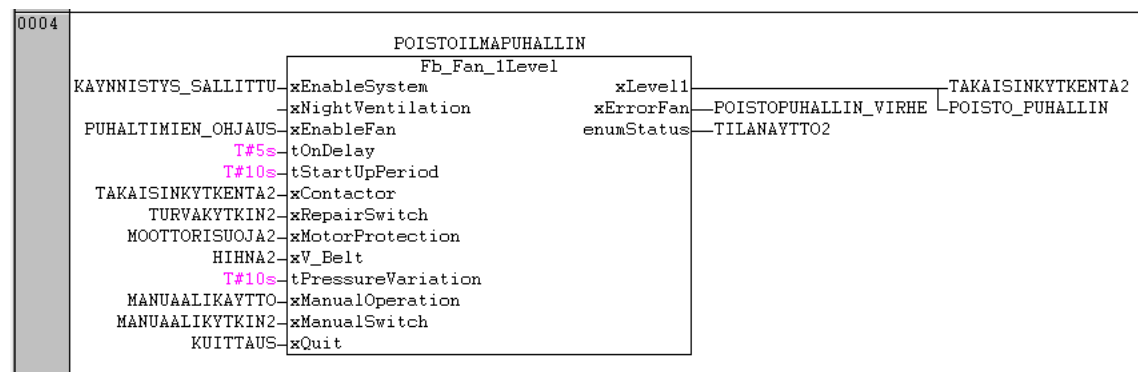 0004
POISTOILMAPUHALLIN
Fb_Fan_1Level
KAYNNISTYS_SALLITTU xEnableSystem xLevel1 TAKAISINKYTKENTA2
xNightVentilation xErrorFan POISTOPUHALLIN_VIRHE POISTO_PUHALLIN
PUHALTIMIEN_OHJAUS xEnableFan enumStatus TILANAYTTO2
T#5s tOnDelay
T#10s tStartUpPeriod
TAKAISINKYTKENTA2 xContactor
TURVAKYTKIN2 xRepairSwitch
MOOTTORISUOJA2 xMotorProtection
HIHNA2 xV_Belt
T#10s tPressureVariation
MANUAALIKAYTTO xManualOperation
MANUAALIKYTKIN2 xManualSwitch
KUITTAUS xQuit